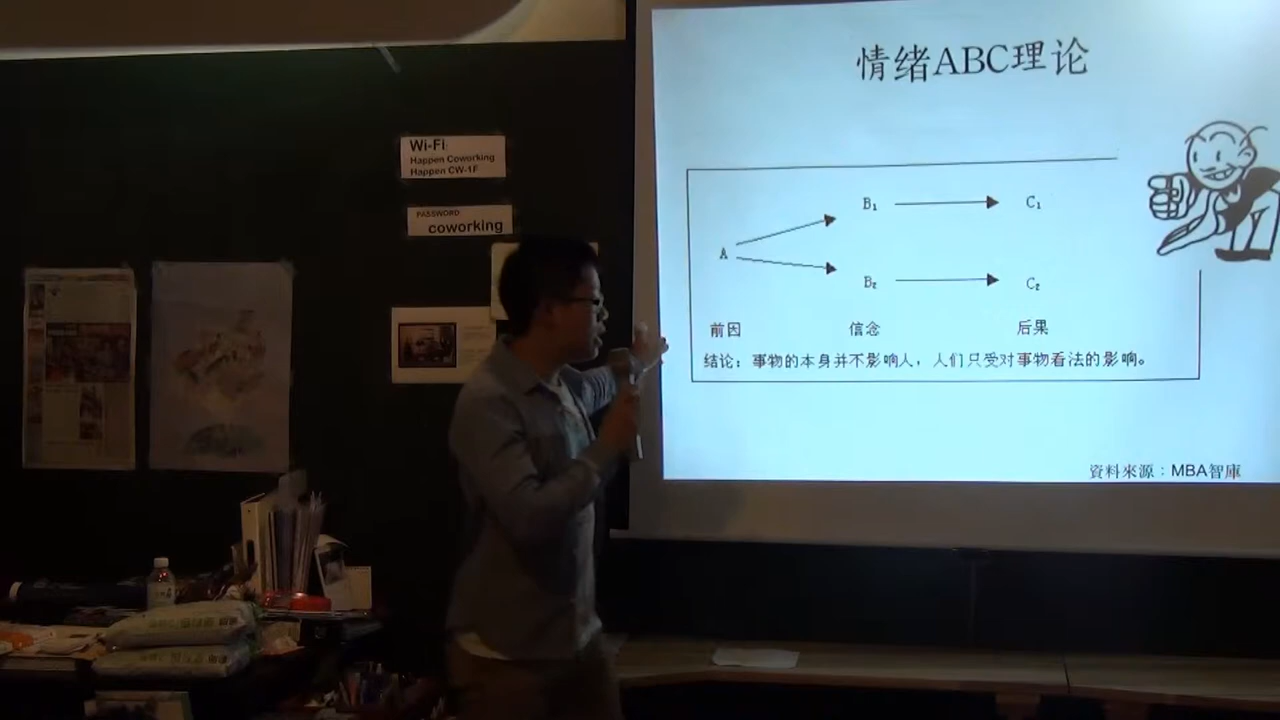 Wi-Fi
Happen Coworking
Happen CW-1F
PASSWORD
coworking
情绪ABC理论
B₁
C₁
A
B₂
C₂
前因
信念
后果
结论：事物的本身并不影响人，人们只受对事物看法的影响。
資料來源：MBA智庫